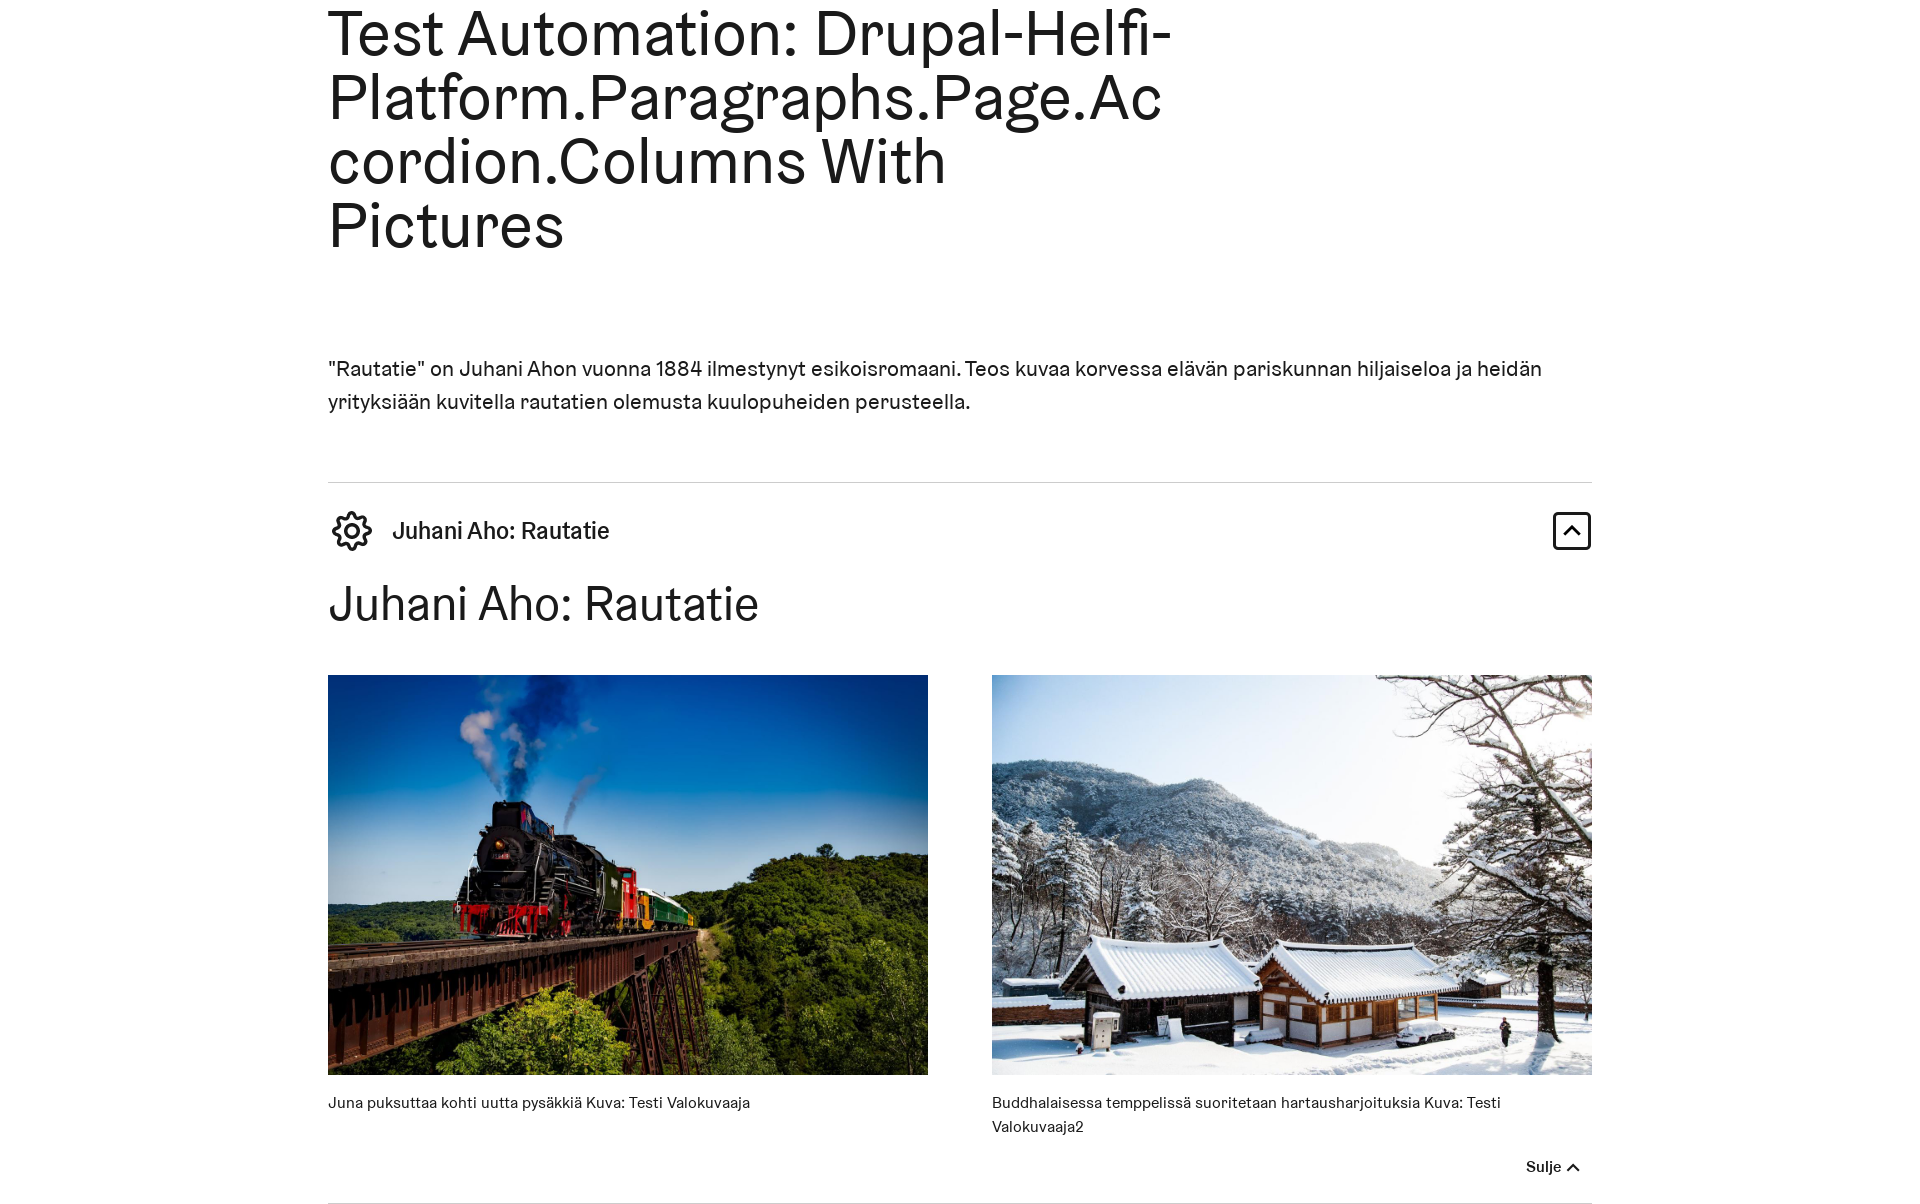 Test Automation: Drupal-Helfi-
Platform.Paragraphs.Page.Ac
cordion.Columns With
Pictures
"Rautatie" on Juhani Ahon vuonna 1884 ilmestynyt esikoisromaani. Teos kuvaa korvessa elävän pariskunnan hiljaiseloa ja heidän
yrityksiään kuvitella rautatien olemusta kuulopuheiden perusteella.
Juhani Aho: Rautatie
Juhani Aho: Rautatie
Juna puksuttaa kohti uutta pysäkkiä Kuva: Testi Valokuvaaja
Buddhalaisessa temppelissä suoritetaan hartausharjoituksia Kuva: Testi
Valokuvaaja2
Sulje